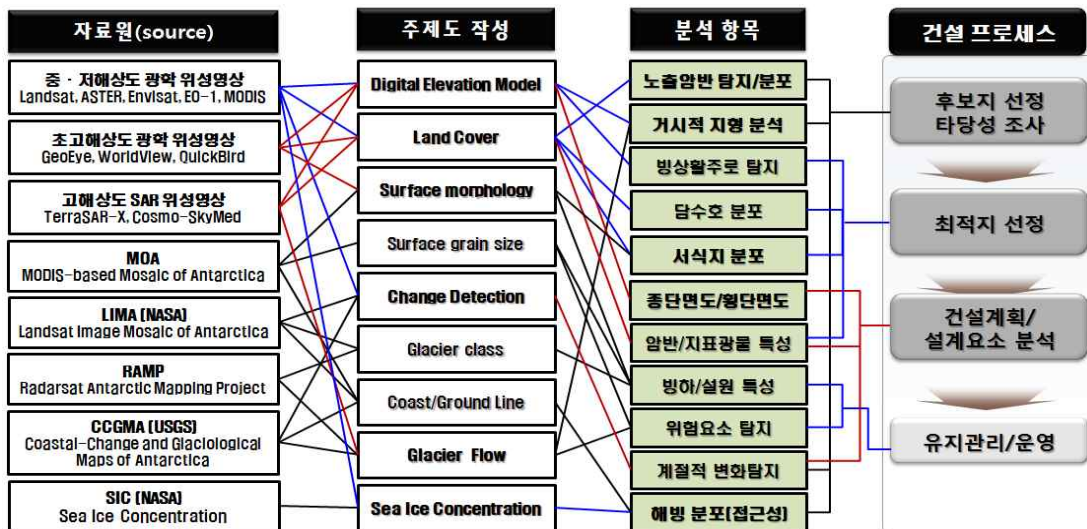 자료원(source)
중 · 저해상도 광학 위성영상
Landsat, ASTER, Envisat, EO-1, MODIS
초고해상도 광학 위성영상
GeoEye, WorldView, QuickBird
고해상도 SAR 위성영상
TerraSAR-X, Cosmo-SkyMed
MOA
MODIS-based Mosaic of Antarctica
LIMA (NASA)
Landsat Image Mosaic of Antarctica
RAMP
Radarsat Antarctic Mapping Project
CCGMA (USGS)
Coastal-Change and Glaciological
Maps of Antarctica
SIC (NASA)
Sea Ice Concentration
주제도 작성
Digital Elevation Model
Land Cover
Surface morphology
Surface grain size
Change Detection
Glacier class
Coast/Ground Line
Glacier Flow
Sea Ice Concentration
분석 항목
노출암반 탐지/분포
거시적 지형 분석
빙상활주로 탐지
담수호 분포
서식지 분포
종단면도/횡단면도
암반/지표광물 특성
빙하/설원 특성
위험요소 탐지
계절적 변화탐지
해빙 분포(접근성)
건설 프로세스
후보지 선정
타당성 조사
최적지 선정
건설계획/
설계요소 분석
유지관리/운영